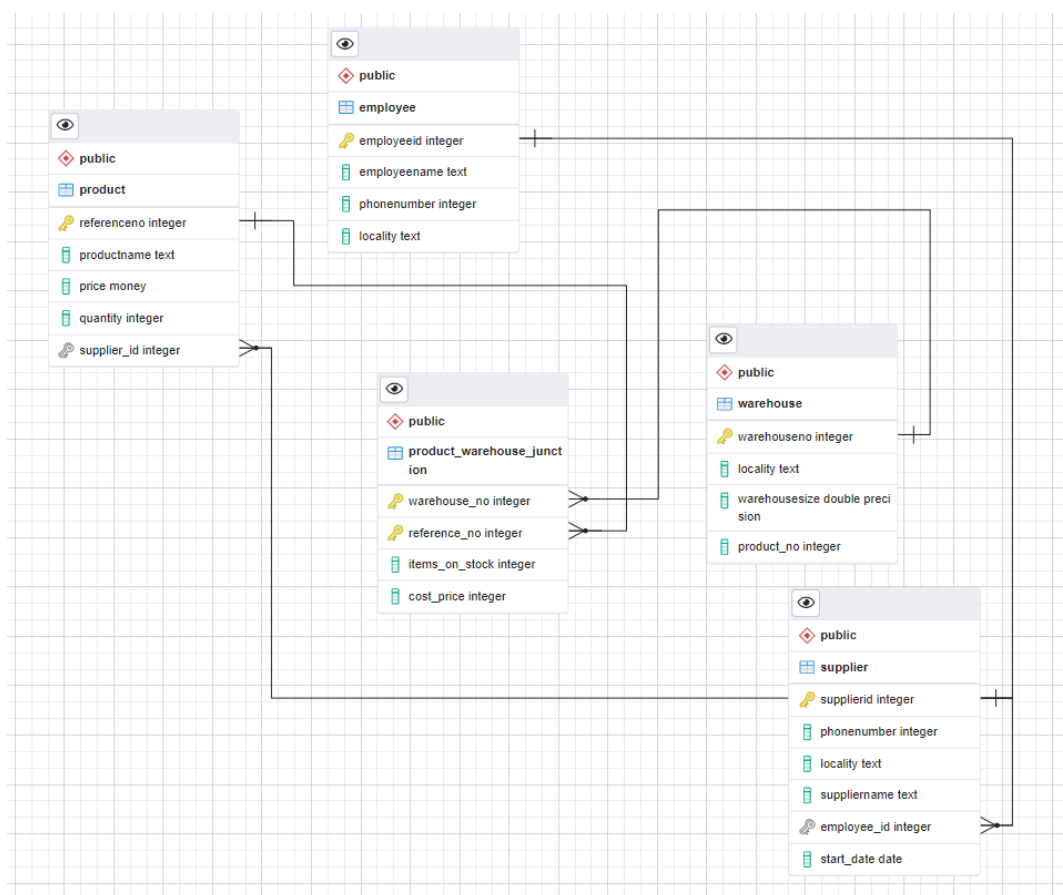 public
employee
employeeid integer
employeename text
phonenumber integer
locality text
public
product
referenceno integer
productname text
price money
quantity integer
supplier_id integer
public
warehouse
warehouseno integer
locality text
warehousesize double preci
sion
product_no integer
public
product_warehouse_junct
ion
warehouse_no integer
reference_no integer
items_on_stock integer
cost_price integer
public
supplier
supplierid integer
phonenumber integer
locality text
suppliername text
employee_id integer
start_date date